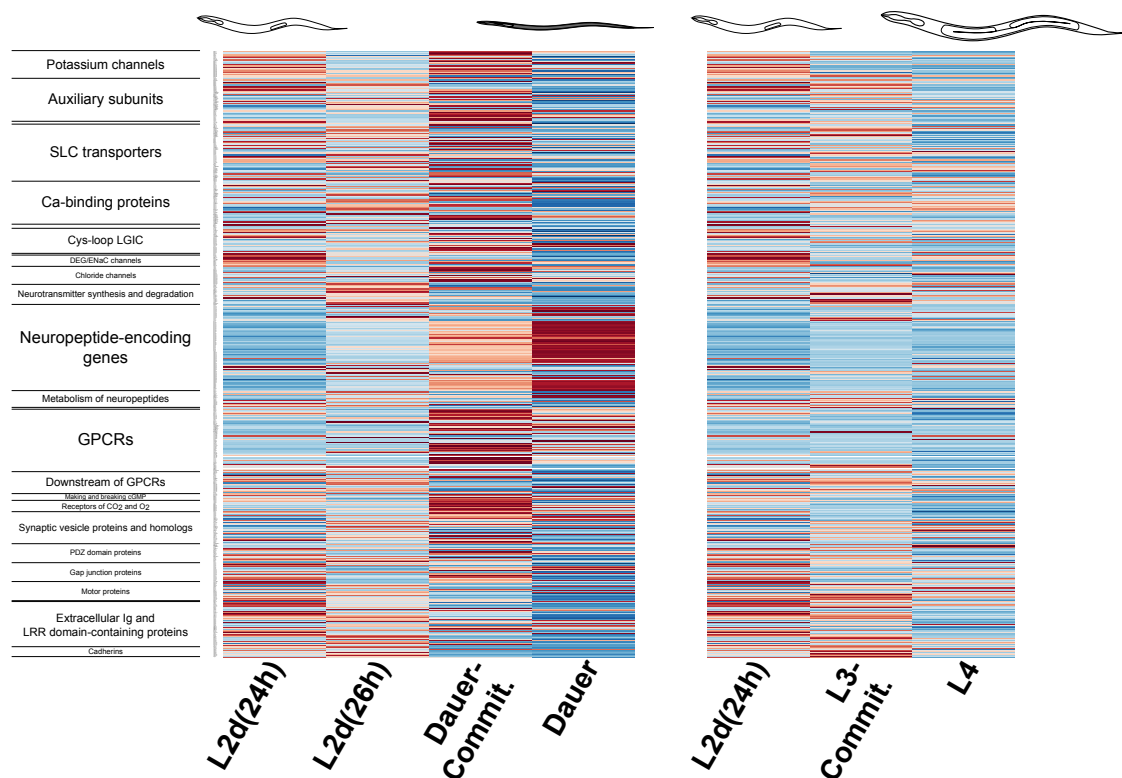 Potassium channels
Auxiliary subunits
SLC transporters
Ca-binding proteins
Cys-loop LGIC
DEG/ENaC channels
Chloride channels
Neurotransmitter synthesis and degradation
Neuropeptide-encoding
genes
Metabolism of neuropeptides
GPCRs
Downstream of GPCRs
Making and breaking cGMP
Receptors of CO2 and O2
Synaptic vesicle proteins and homologs
PDZ domain proteins
Gap junction proteins
Motor proteins
Extracellular Ig and
LRR domain-containing proteins
Cadherins
L2d(24h)
L2d(26h)
Dauer-
Commit.
Dauer
L2d(24h)
L3-
Commit.
L4